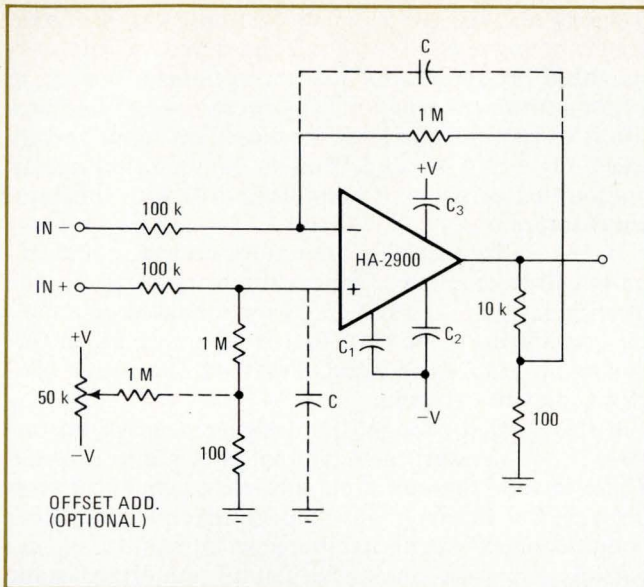 C
1 M
+V
C3
IN –
100 k
–
HA-2900
IN +
100 k
+
10 k
+V
1 M
C1
C2
50 k
1 M
C
–V
100
–V
100
OFFSET ADD.
(OPTIONAL)